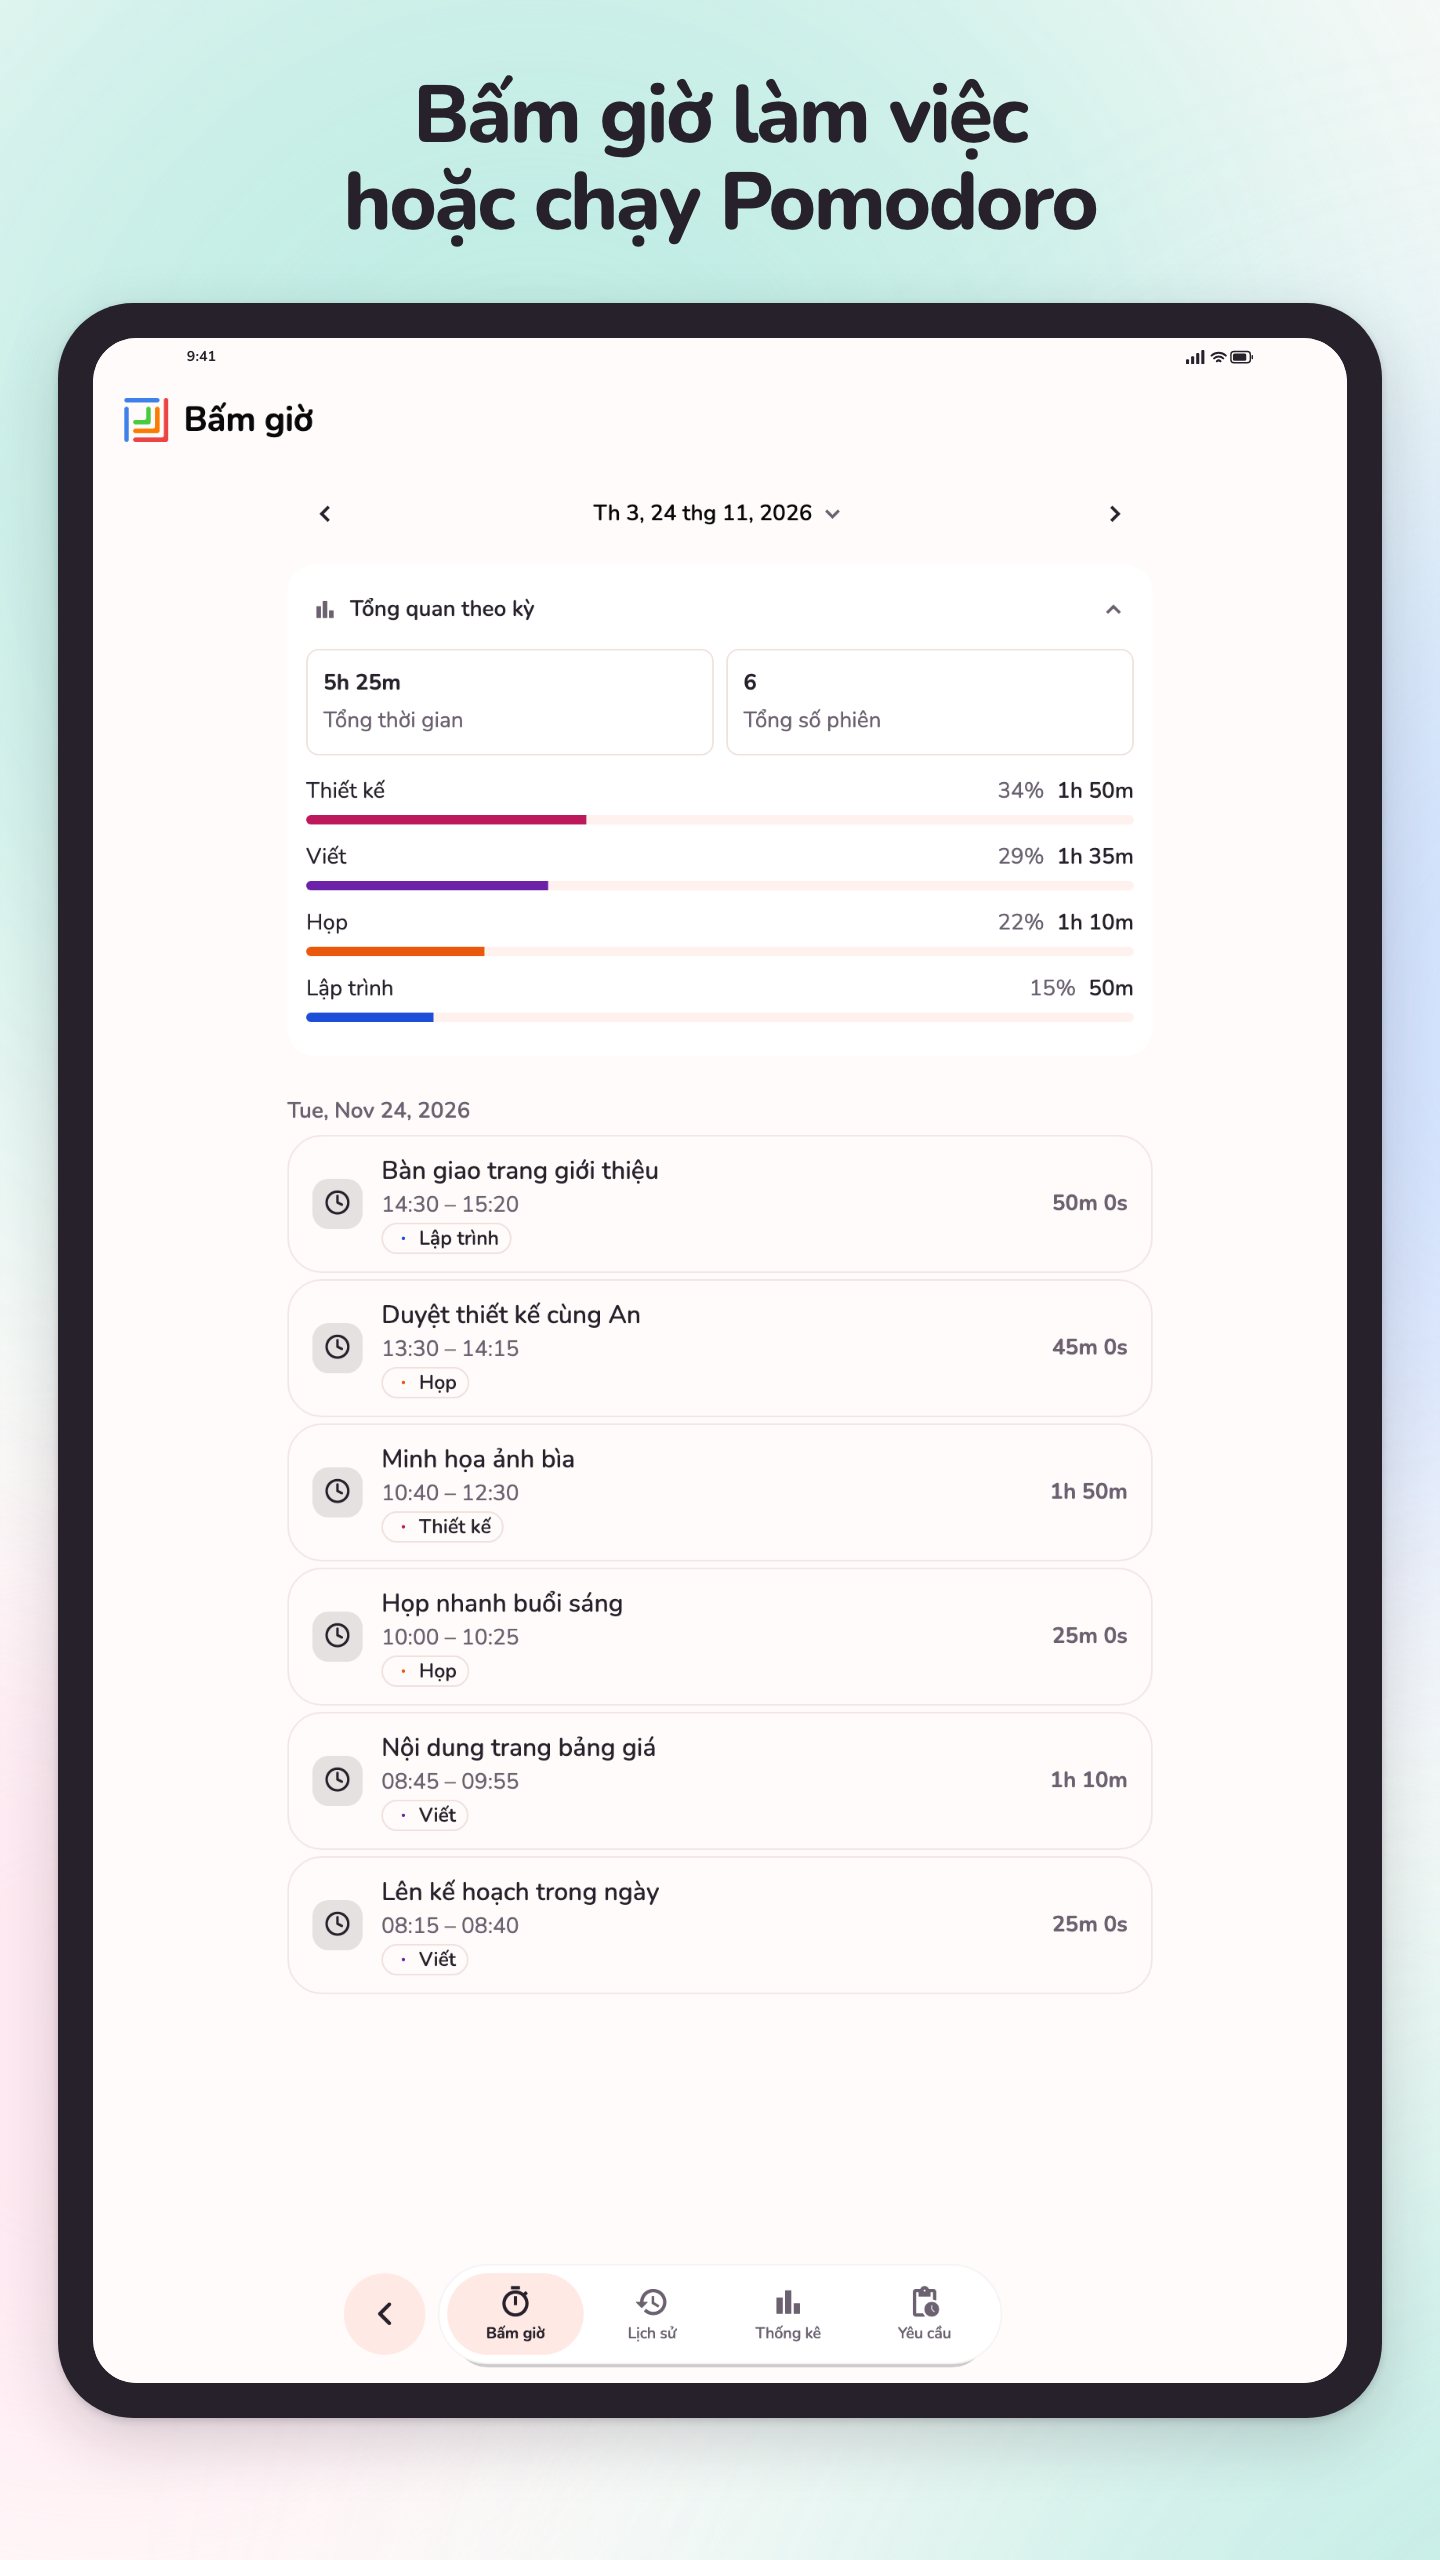 Bấm giờ làm việc
hoặc chạy Pomodoro
9:41
Bấm giờ
Th 3, 24 thg 11, 2026
Tổng quan theo kỳ
5h 25m
Tổng thời gian
6
Tổng số phiên
Thiết kế 34% 1h 50m
Viết 29% 1h 35m
Họp 22% 1h 10m
Lập trình 15% 50m
Tue, Nov 24, 2026
Bàn giao trang giới thiệu
14:30 – 15:20
Lập trình
50m 0s
Duyệt thiết kế cùng An
13:30 – 14:15
Họp
45m 0s
Minh họa ảnh bìa
10:40 – 12:30
Thiết kế
1h 50m
Họp nhanh buổi sáng
10:00 – 10:25
Họp
25m 0s
Nội dung trang bảng giá
08:45 – 09:55
Viết
1h 10m
Lên kế hoạch trong ngày
08:15 – 08:40
Viết
25m 0s
Bấm giờ
Lịch sử
Thống kê
Yêu cầu